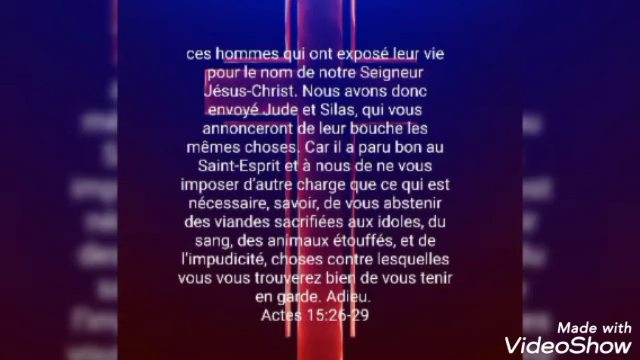 ces hommes qui ont exposé leur vie
pour le nom de notre Seigneur
Jésus-Christ. Nous avons donc
envoyé Jude et Silas, qui vous
annonceront de leur bouche les
mêmes choses. Car il a paru bon au
Saint-Esprit et à nous de ne vous
imposer d'autre charge que ce qui est
nécessaire, savoir, de vous abstenir
des viandes sacrifiées aux idoles, du
sang, des animaux étouffés, et de
l'impudicité, choses contre lesquelles
vous vous trouverez bien de vous tenir
en garde. Adieu.
Actes 15:26-29
Made with
VideoShow